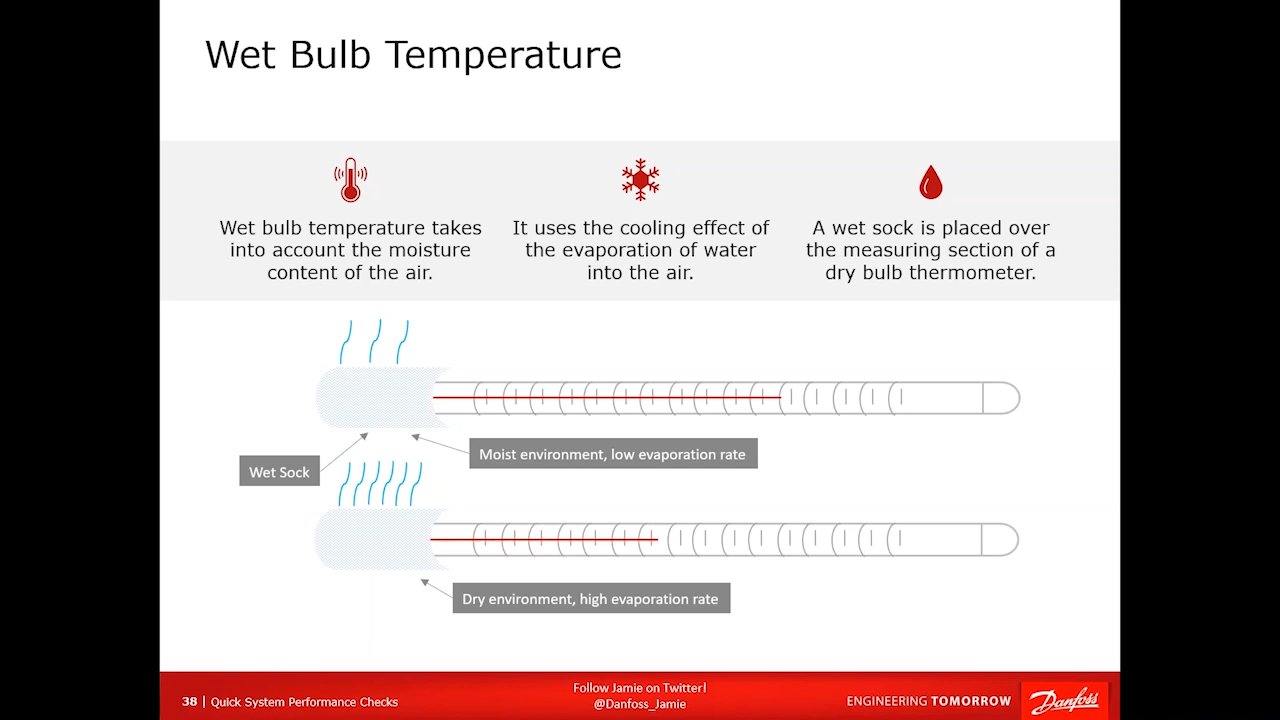 Wet Bulb Temperature
Wet bulb temperature takes
into account the moisture
content of the air.
It uses the cooling effect of
the evaporation of water
into the air.
A wet sock is placed over
the measuring section of a
dry bulb thermometer.
Moist environment, low evaporation rate
Wet Sock
Dry environment, high evaporation rate
38 | Quick System Performance Checks
Follow Jamie on Twitter!
@Danfoss_Jamie
ENGINEERING TOMORROW
Danfoss